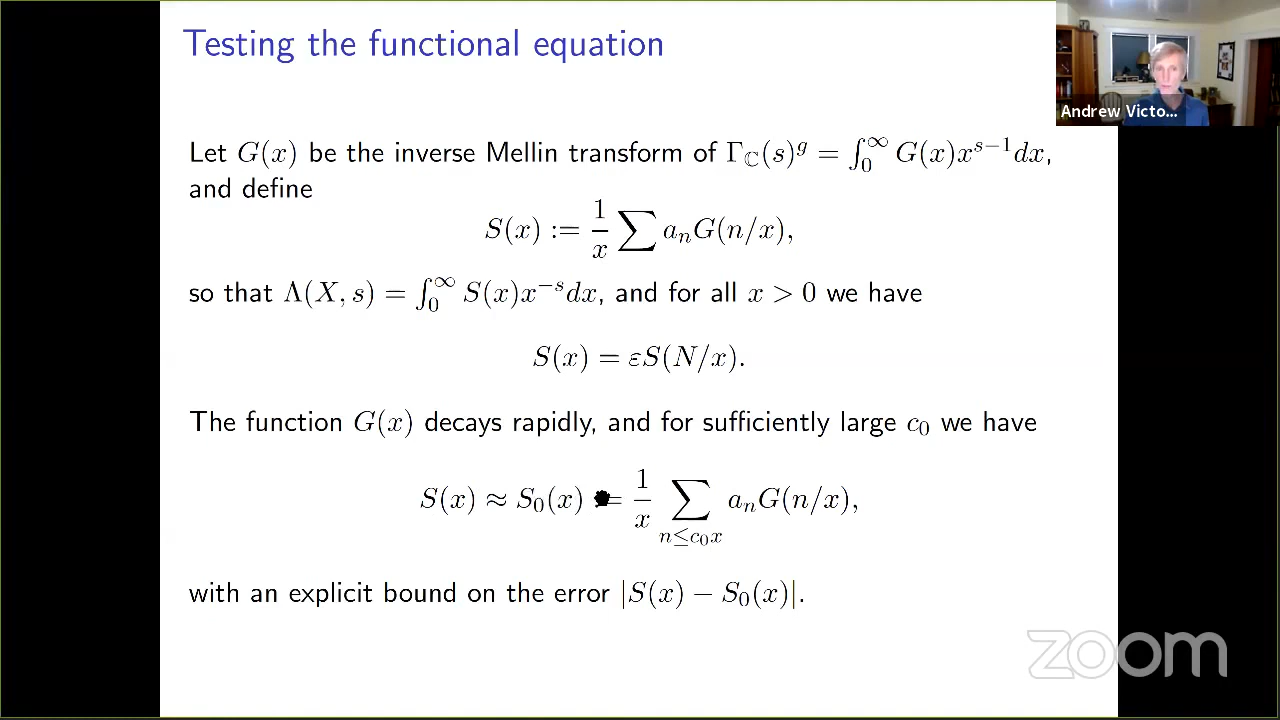 Testing the functional equation
Andrew Victo...
Let G(x) be the inverse Mellin transform of Γ_ℂ(s)^g = ∫_0^∞ G(x)x^{s−1}dx,
and define
S(x) := 1/x ∑ a_n G(n/x),
so that Λ(X, s) = ∫_0^∞ S(x)x^{−s}dx, and for all x > 0 we have
S(x) = εS(N/x).
The function G(x) decays rapidly, and for sufficiently large c_0 we have
S(x) ≈ S_0(x) = 1/x ∑_{n≤c_0x} a_n G(n/x),
with an explicit bound on the error |S(x) − S_0(x)|.
zoom